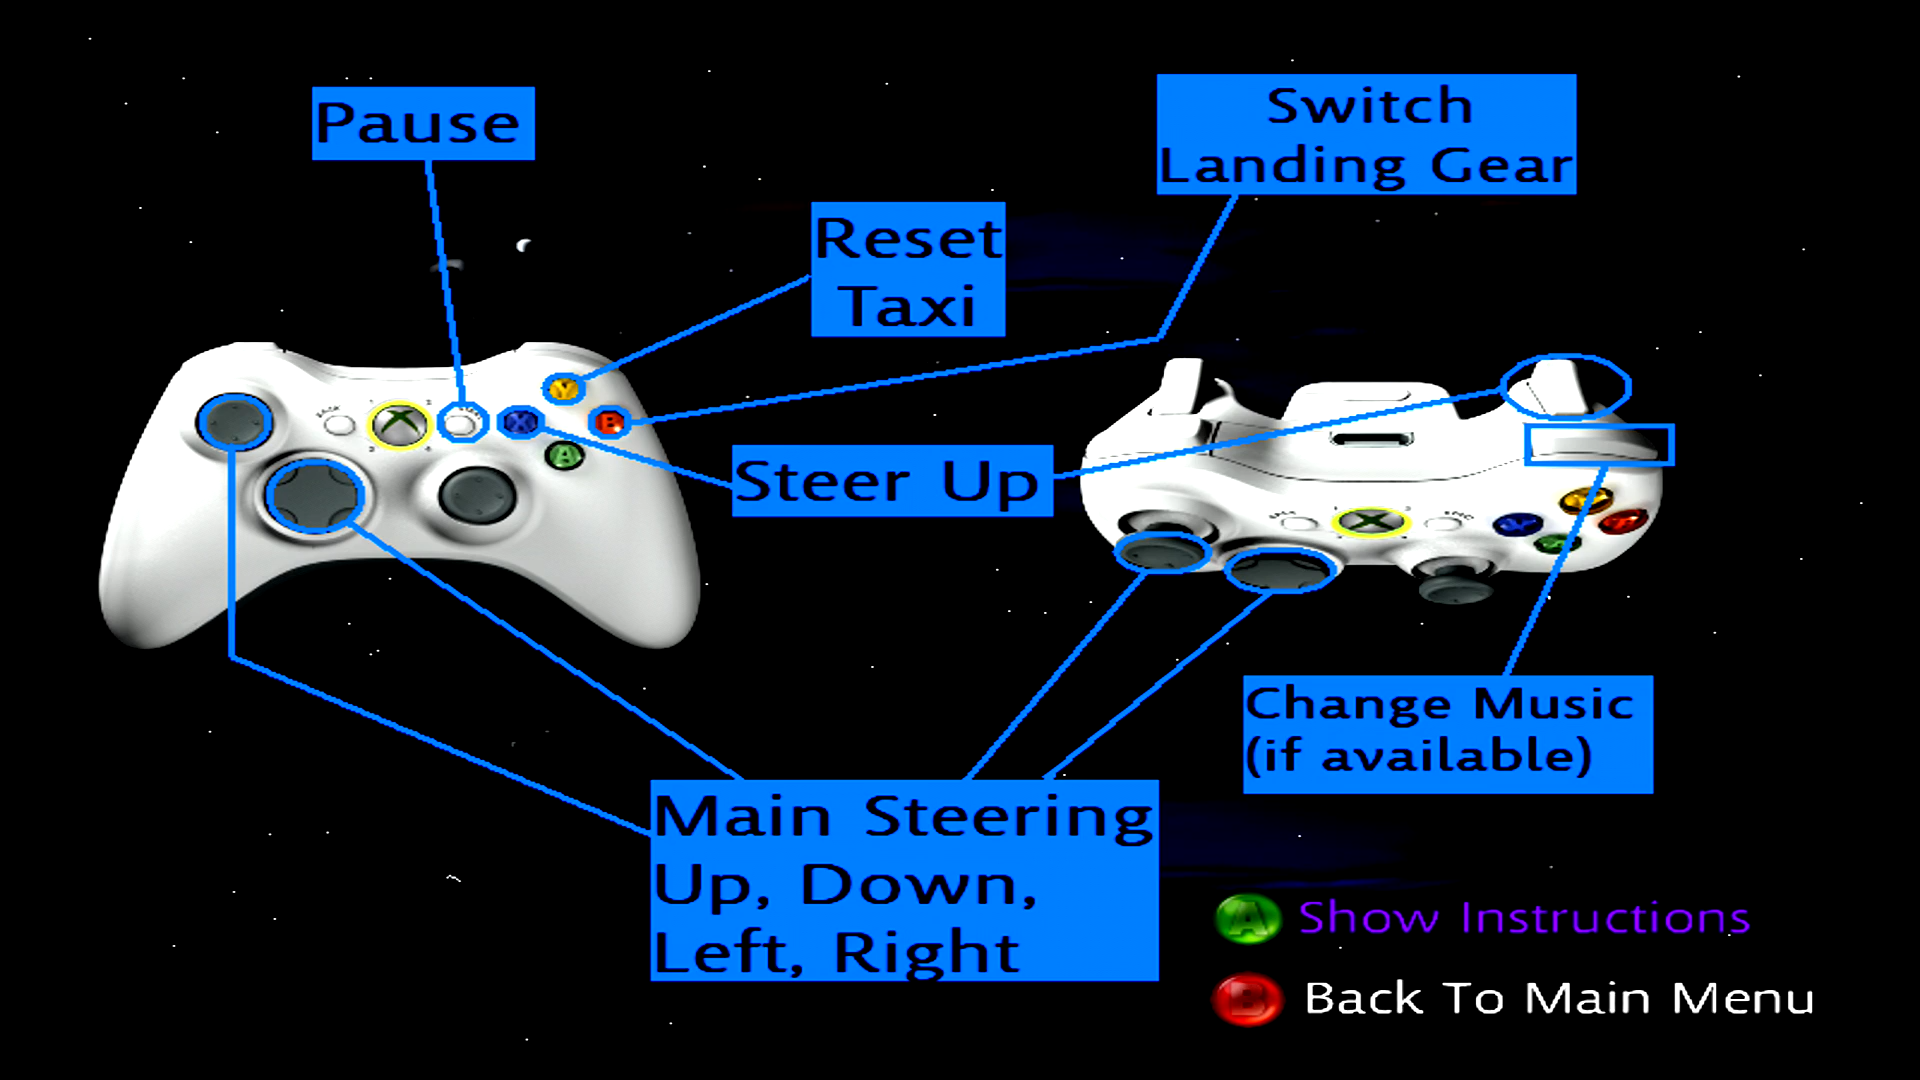 Pause
Switch
Landing Gear
Reset
Taxi
Y
BACK
X
B
A
Steer Up
Change Music
(if available)
Main Steering
Up, Down,
Left, Right
A Show Instructions
B Back To Main Menu